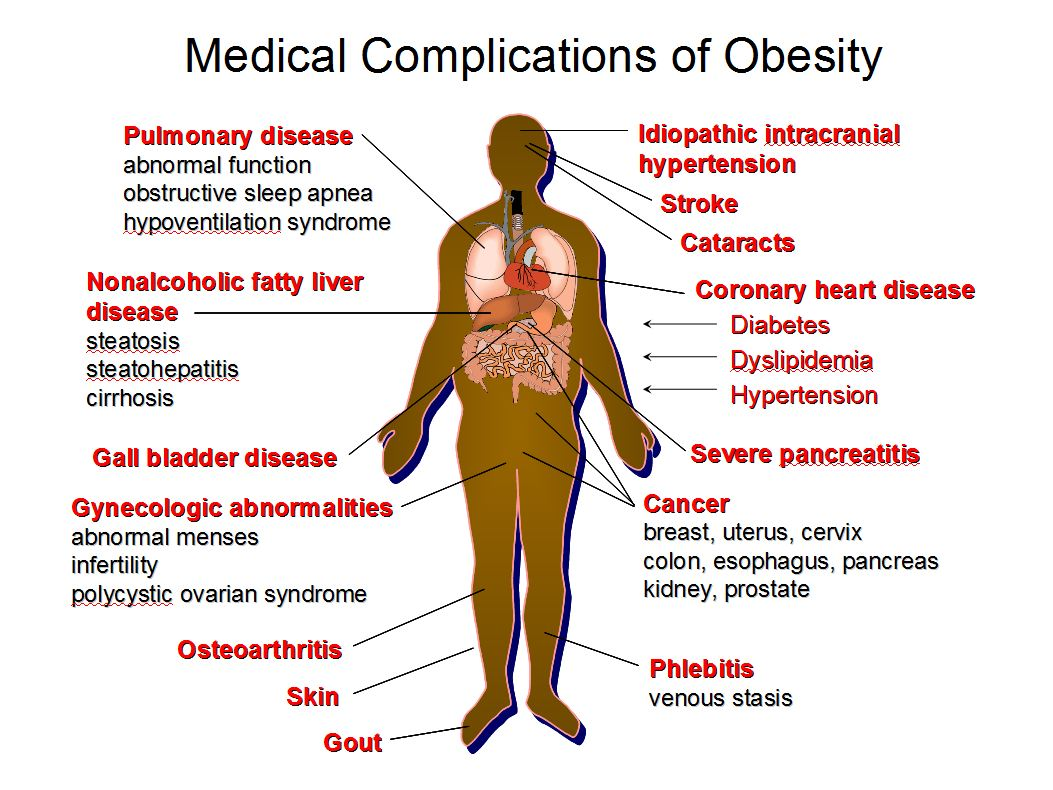 Medical Complications of Obesity
Pulmonary disease
abnormal function
obstructive sleep apnea
hypoventilation syndrome
Nonalcoholic fatty liver
disease
steatosis
steatohepatitis
cirrhosis
Gall bladder disease
Gynecologic abnormalities
abnormal menses
infertility
polycystic ovarian syndrome
Osteoarthritis
Skin
Gout
Idiopathic intracranial
hypertension
Stroke
Cataracts
Coronary heart disease
Diabetes
Dyslipidemia
Hypertension
Severe pancreatitis
Cancer
breast, uterus, cervix
colon, esophagus, pancreas
kidney, prostate
Phlebitis
venous stasis